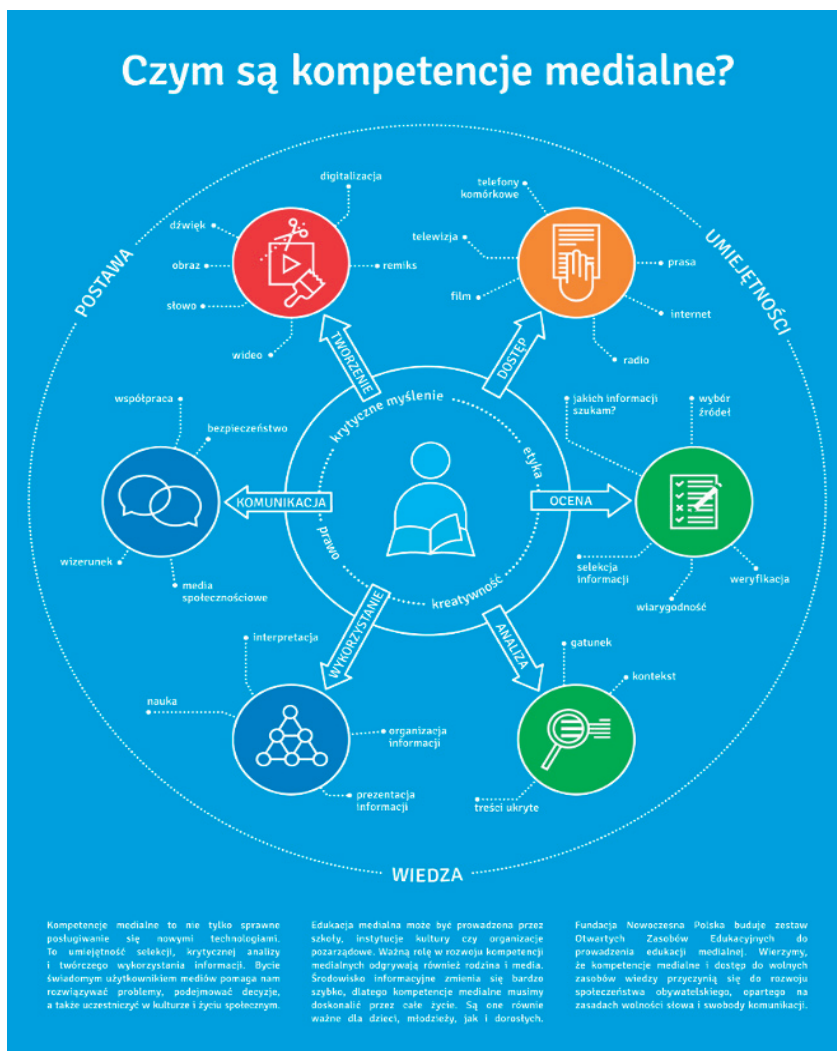 Czym są kompetencje medialne?
POSTAWA
UMIEJĘTNOŚCI
WIEDZA
digitalizacja
dźwięk
obraz
słowo
wideo
remiks
TWORZENIE
telefony
komórkowe
telewizja
film
prasa
internet
radio
DOSTĘP
krytyczne myślenie
etyka
kreatywność
prawo
współpraca
bezpieczeństwo
wizerunek
media
społecznościowe
KOMUNIKACJA
jakich informacji
szukam?
wybór
źródeł
selekcja
informacji
wiarygodność
weryfikacja
OCENA
interpretacja
nauka
organizacja
informacji
prezentacja
informacji
WYKORZYSTANIE
gatunek
kontekst
treści ukryte
ANALIZA
Kompetencje medialne to nie tylko sprawne
posługiwanie się nowymi technologiami.
To umiejętność selekcji, krytycznej analizy
i twórczego wykorzystania informacji. Bycie
świadomym użytkownikiem mediów pomaga nam
rozwiązywać problemy, podejmować decyzje,
a także uczestniczyć w kulturze i życiu społecznym.
Edukacja medialna może być prowadzona przez
szkoły, instytucje kultury czy organizacje
pozarządowe. Ważną rolę w rozwoju kompetencji
medialnych odgrywają również rodzina i media.
Środowisko informacyjne zmienia się bardzo
szybko, dlatego kompetencje medialne musimy
doskonalić przez całe życie. Są one równie
ważne dla dzieci, młodzieży, jak i dorosłych.
Fundacja Nowoczesna Polska buduje zestaw
Otwartych Zasobów Edukacyjnych do
prowadzenia edukacji medialnej. Wierzymy,
że kompetencje medialne i dostęp do wolnych
zasobów wiedzy przyczynią się do rozwoju
społeczeństwa obywatelskiego, opartego na
zasadach wolności słowa i swobody komunikacji.